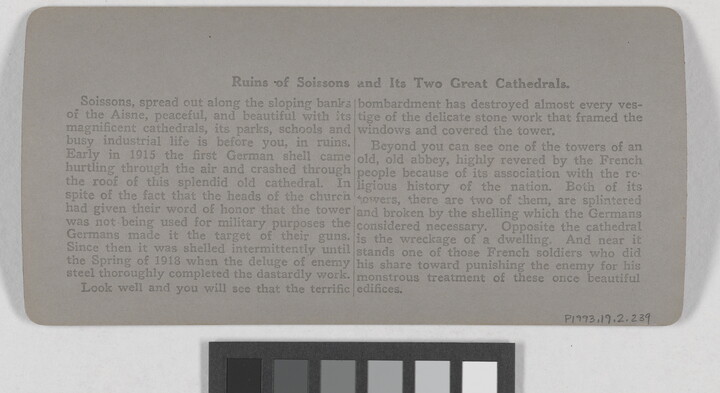 Ruins of Soissons and Its Two Great Cathedrals.
Soissons, spread out along the sloping banks
of the Aisne, peaceful, and beautiful with its
magnificent cathedrals, its parks, schools and
busy industrial life is before you, in ruins.
Early in 1915 the first German shell came
hurtling through the air and crashed through
the roof of this splendid old cathedral. In
spite of the fact that the heads of the church
had given their word of honor that the tower
was not being used for military purposes the
Germans made it the target of their guns.
Since then it was shelled intermittently until
the Spring of 1918 when the deluge of enemy
steel thoroughly completed the dastardly work.
Look well and you will see that the terrific
bombardment has destroyed almost every ves-
tige of the delicate stone work that framed the
windows and covered the tower.
Beyond you can see one of the towers of an
old, old abbey, highly revered by the French
people because of its association with the re-
ligious history of the nation. Both of its
towers, there are two of them, are splintered
and broken by the shelling which the Germans
considered necessary. Opposite the cathedral
is the wreckage of a dwelling. And near it
stands one of those French soldiers who did
his share toward punishing the enemy for his
monstrous treatment of these once beautiful
edifices.
P1973.19.2.239